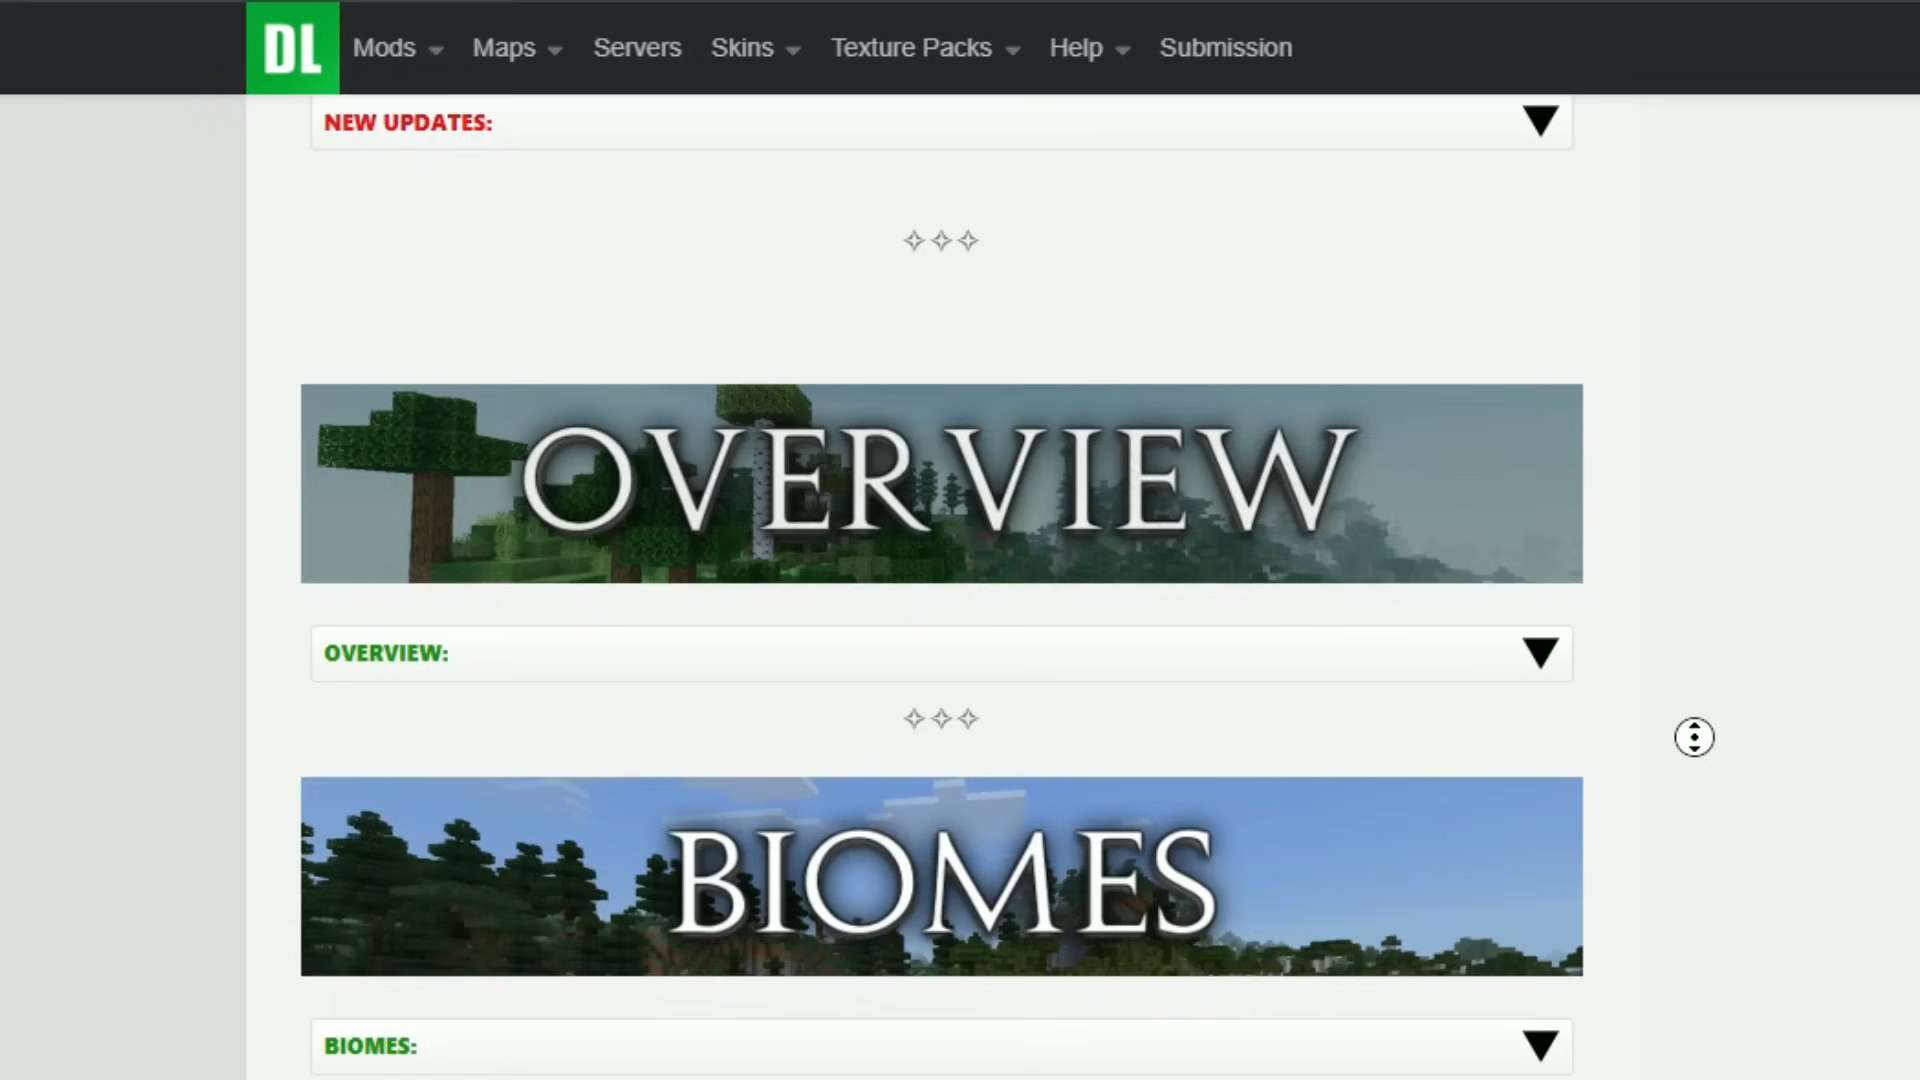 DL Mods Maps Servers Skins Texture Packs Help Submission
NEW UPDATES:
OVERVIEW
OVERVIEW:
BIOMES
BIOMES: